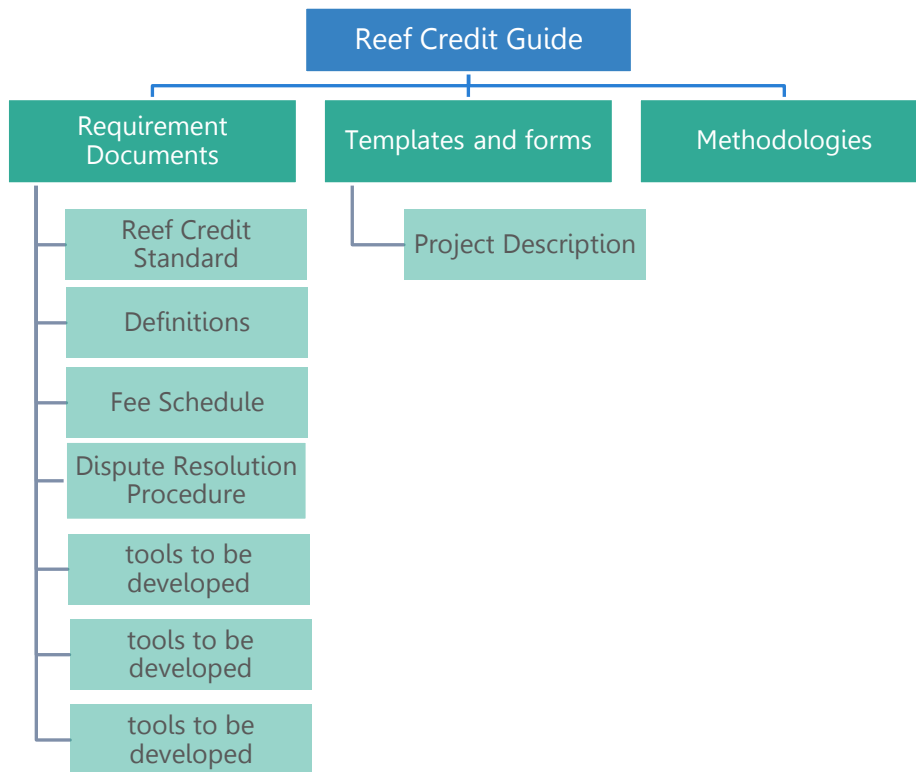 Reef Credit Guide
Requirement
Documents
Templates and forms
Methodologies
Reef Credit
Standard
Definitions
Fee Schedule
Dispute Resolution
Procedure
tools to be
developed
tools to be
developed
tools to be
developed
Project Description